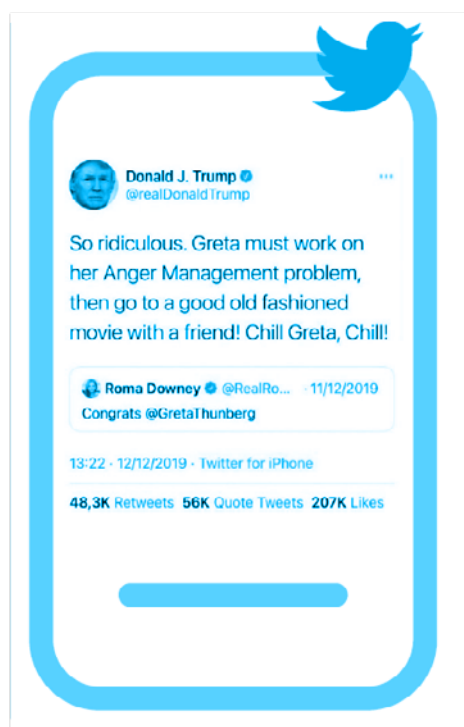 Donald J. Trump
@realDonaldTrump
So ridiculous. Greta must work on
her Anger Management problem,
then go to a good old fashioned
movie with a friend! Chill Greta, Chill!
Roma Downey @RealRo... · 11/12/2019
Congrats @GretaThunberg
13:22 · 12/12/2019 · Twitter for iPhone
48,3K Retweets 56K Quote Tweets 207K Likes